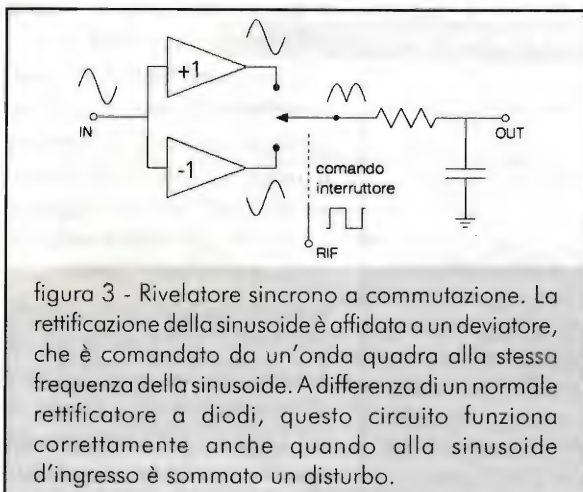 +1
IN
-1
OUT
comando
interruttore
RIF
figura 3 - Rivelatore sincrono a commutazione. La
rettificazione della sinusoide è affidata a un deviatore,
che è comandato da un'onda quadra alla stessa
frequenza della sinusoide. A differenza di un normale
rettificatore a diodi, questo circuito funziona
correttamente anche quando alla sinusoide
d'ingresso è sommato un disturbo.